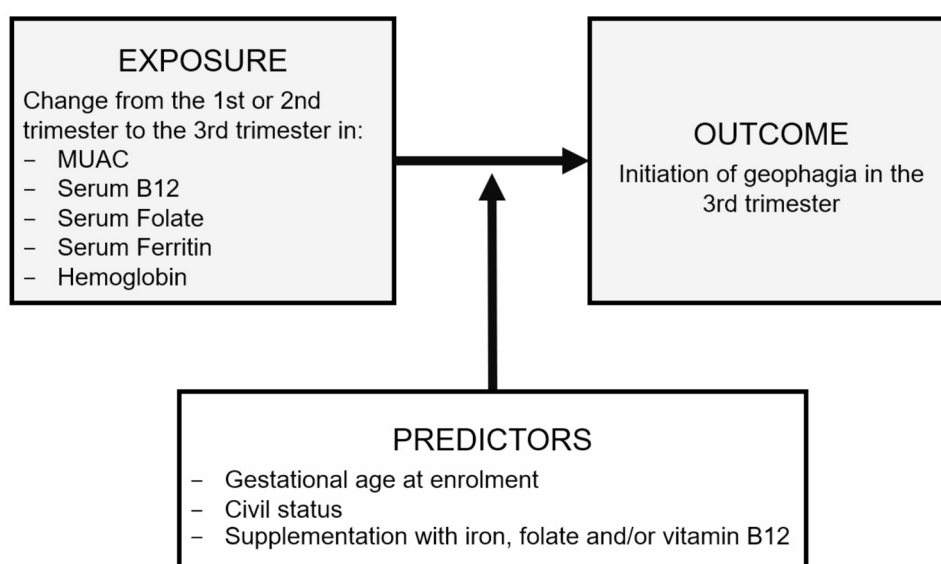 EXPOSURE
Change from the 1st or 2nd
trimester to the 3rd trimester in:
– MUAC
– Serum B12
– Serum Folate
– Serum Ferritin
– Hemoglobin
OUTCOME
Initiation of geophagia in the
3rd trimester
PREDICTORS
– Gestational age at enrolment
– Civil status
– Supplementation with iron, folate and/or vitamin B12